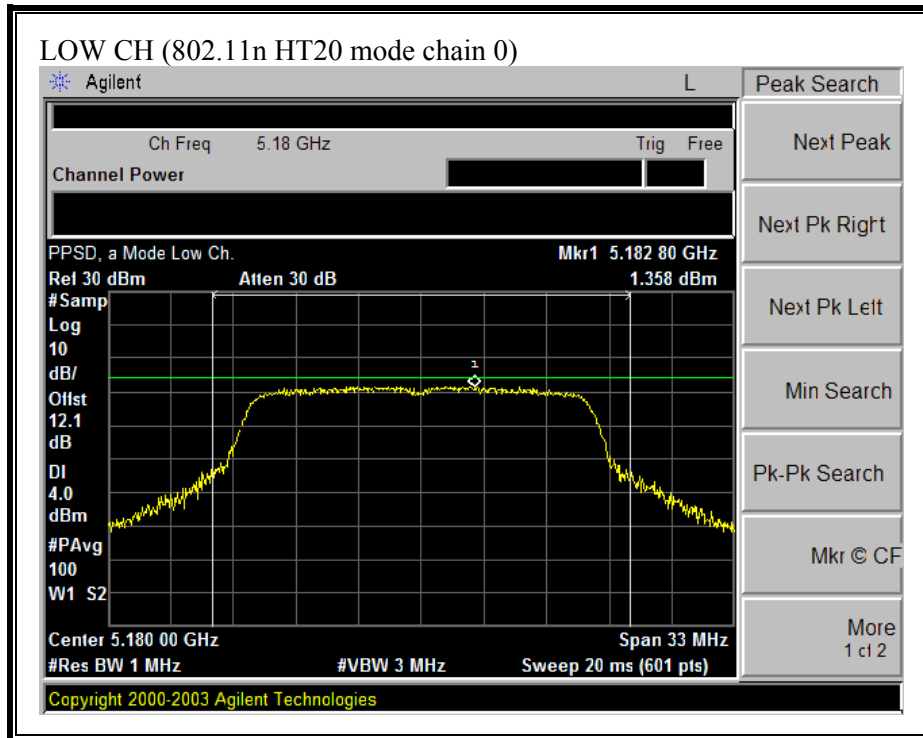 LOW CH (802.11n HT20 mode chain 0)
Agilent L Peak Search
Ch Freq 5.18 GHz Trig Free
Channel Power
Next Peak
Next Pk Right
Next Pk Left
Min Search
Pk-Pk Search
Mkr © CF
More
1 of 2
PPSD, a Mode Low Ch. Mkr1 5.182 80 GHz
Ref 30 dBm Atten 30 dB 1.358 dBm
#Samp
Log
10
dB/
Offst
12.1
dB
DI
4.0
dBm
#PAvg
100
W1 S2
1
Center 5.180 00 GHz Span 33 MHz
#Res BW 1 MHz #VBW 3 MHz Sweep 20 ms (601 pts)
Copyright 2000-2003 Agilent Technologies